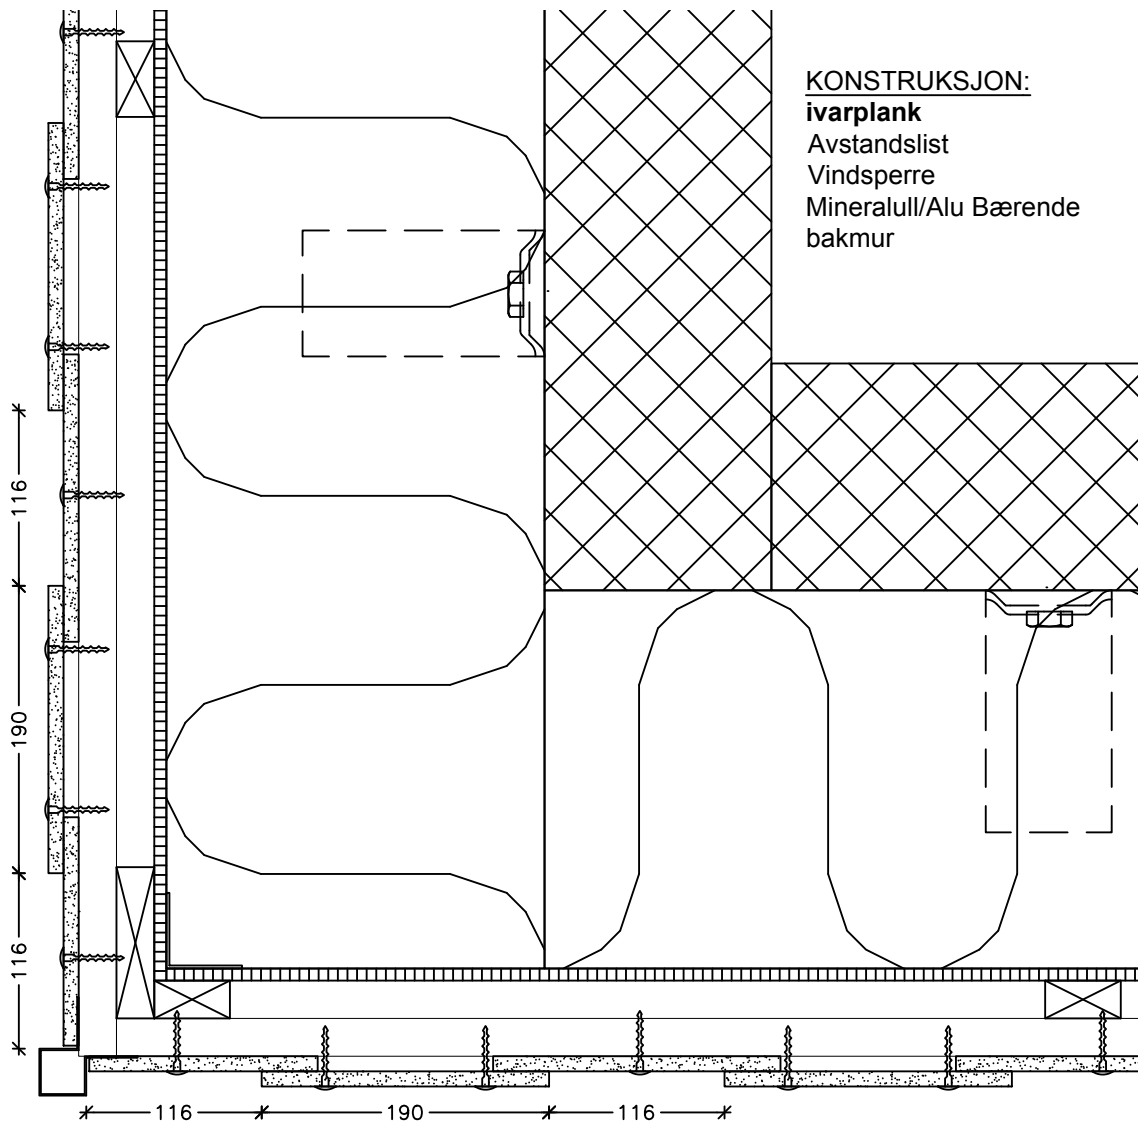 KONSTRUKSJON:
ivarplank
Avstandslist
Vindsperre
Mineralull/Alu Bærende
bakmur
116
190
116
116
190
116